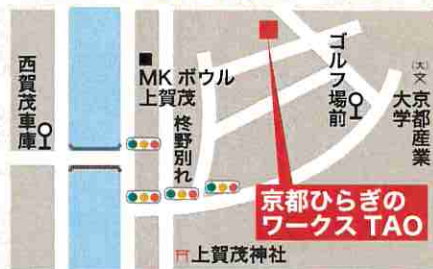 西賀茂車庫
MK ボウル
上賀茂
柊野別れ
ゴルフ場前
(大)文 京都産業
大学
京都ひらぎの
ワークス TAO
上賀茂神社